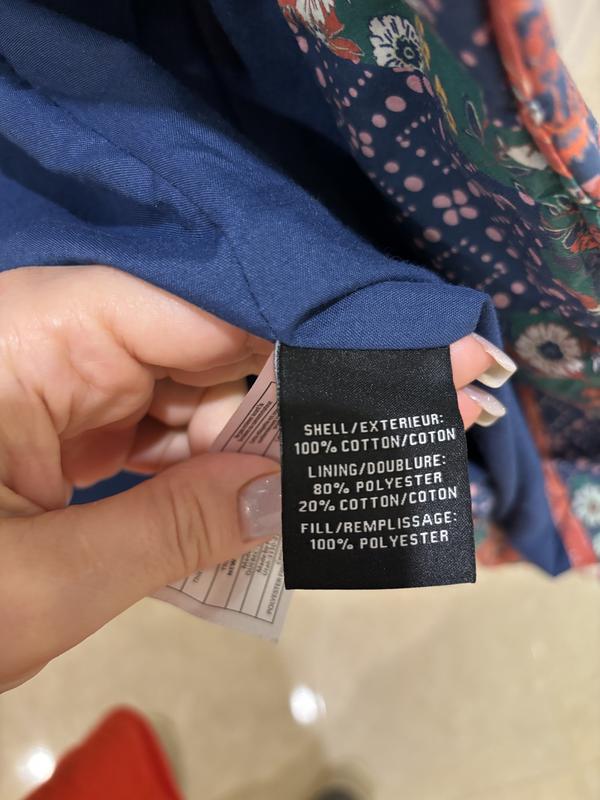 SHELL/EXTERIEUR:
100% COTTON/COTON
LINING/DOUBLURE:
80% POLYESTER
20% COTTON/COTON
FILL/REMPLISSAGE:
100% POLYESTER